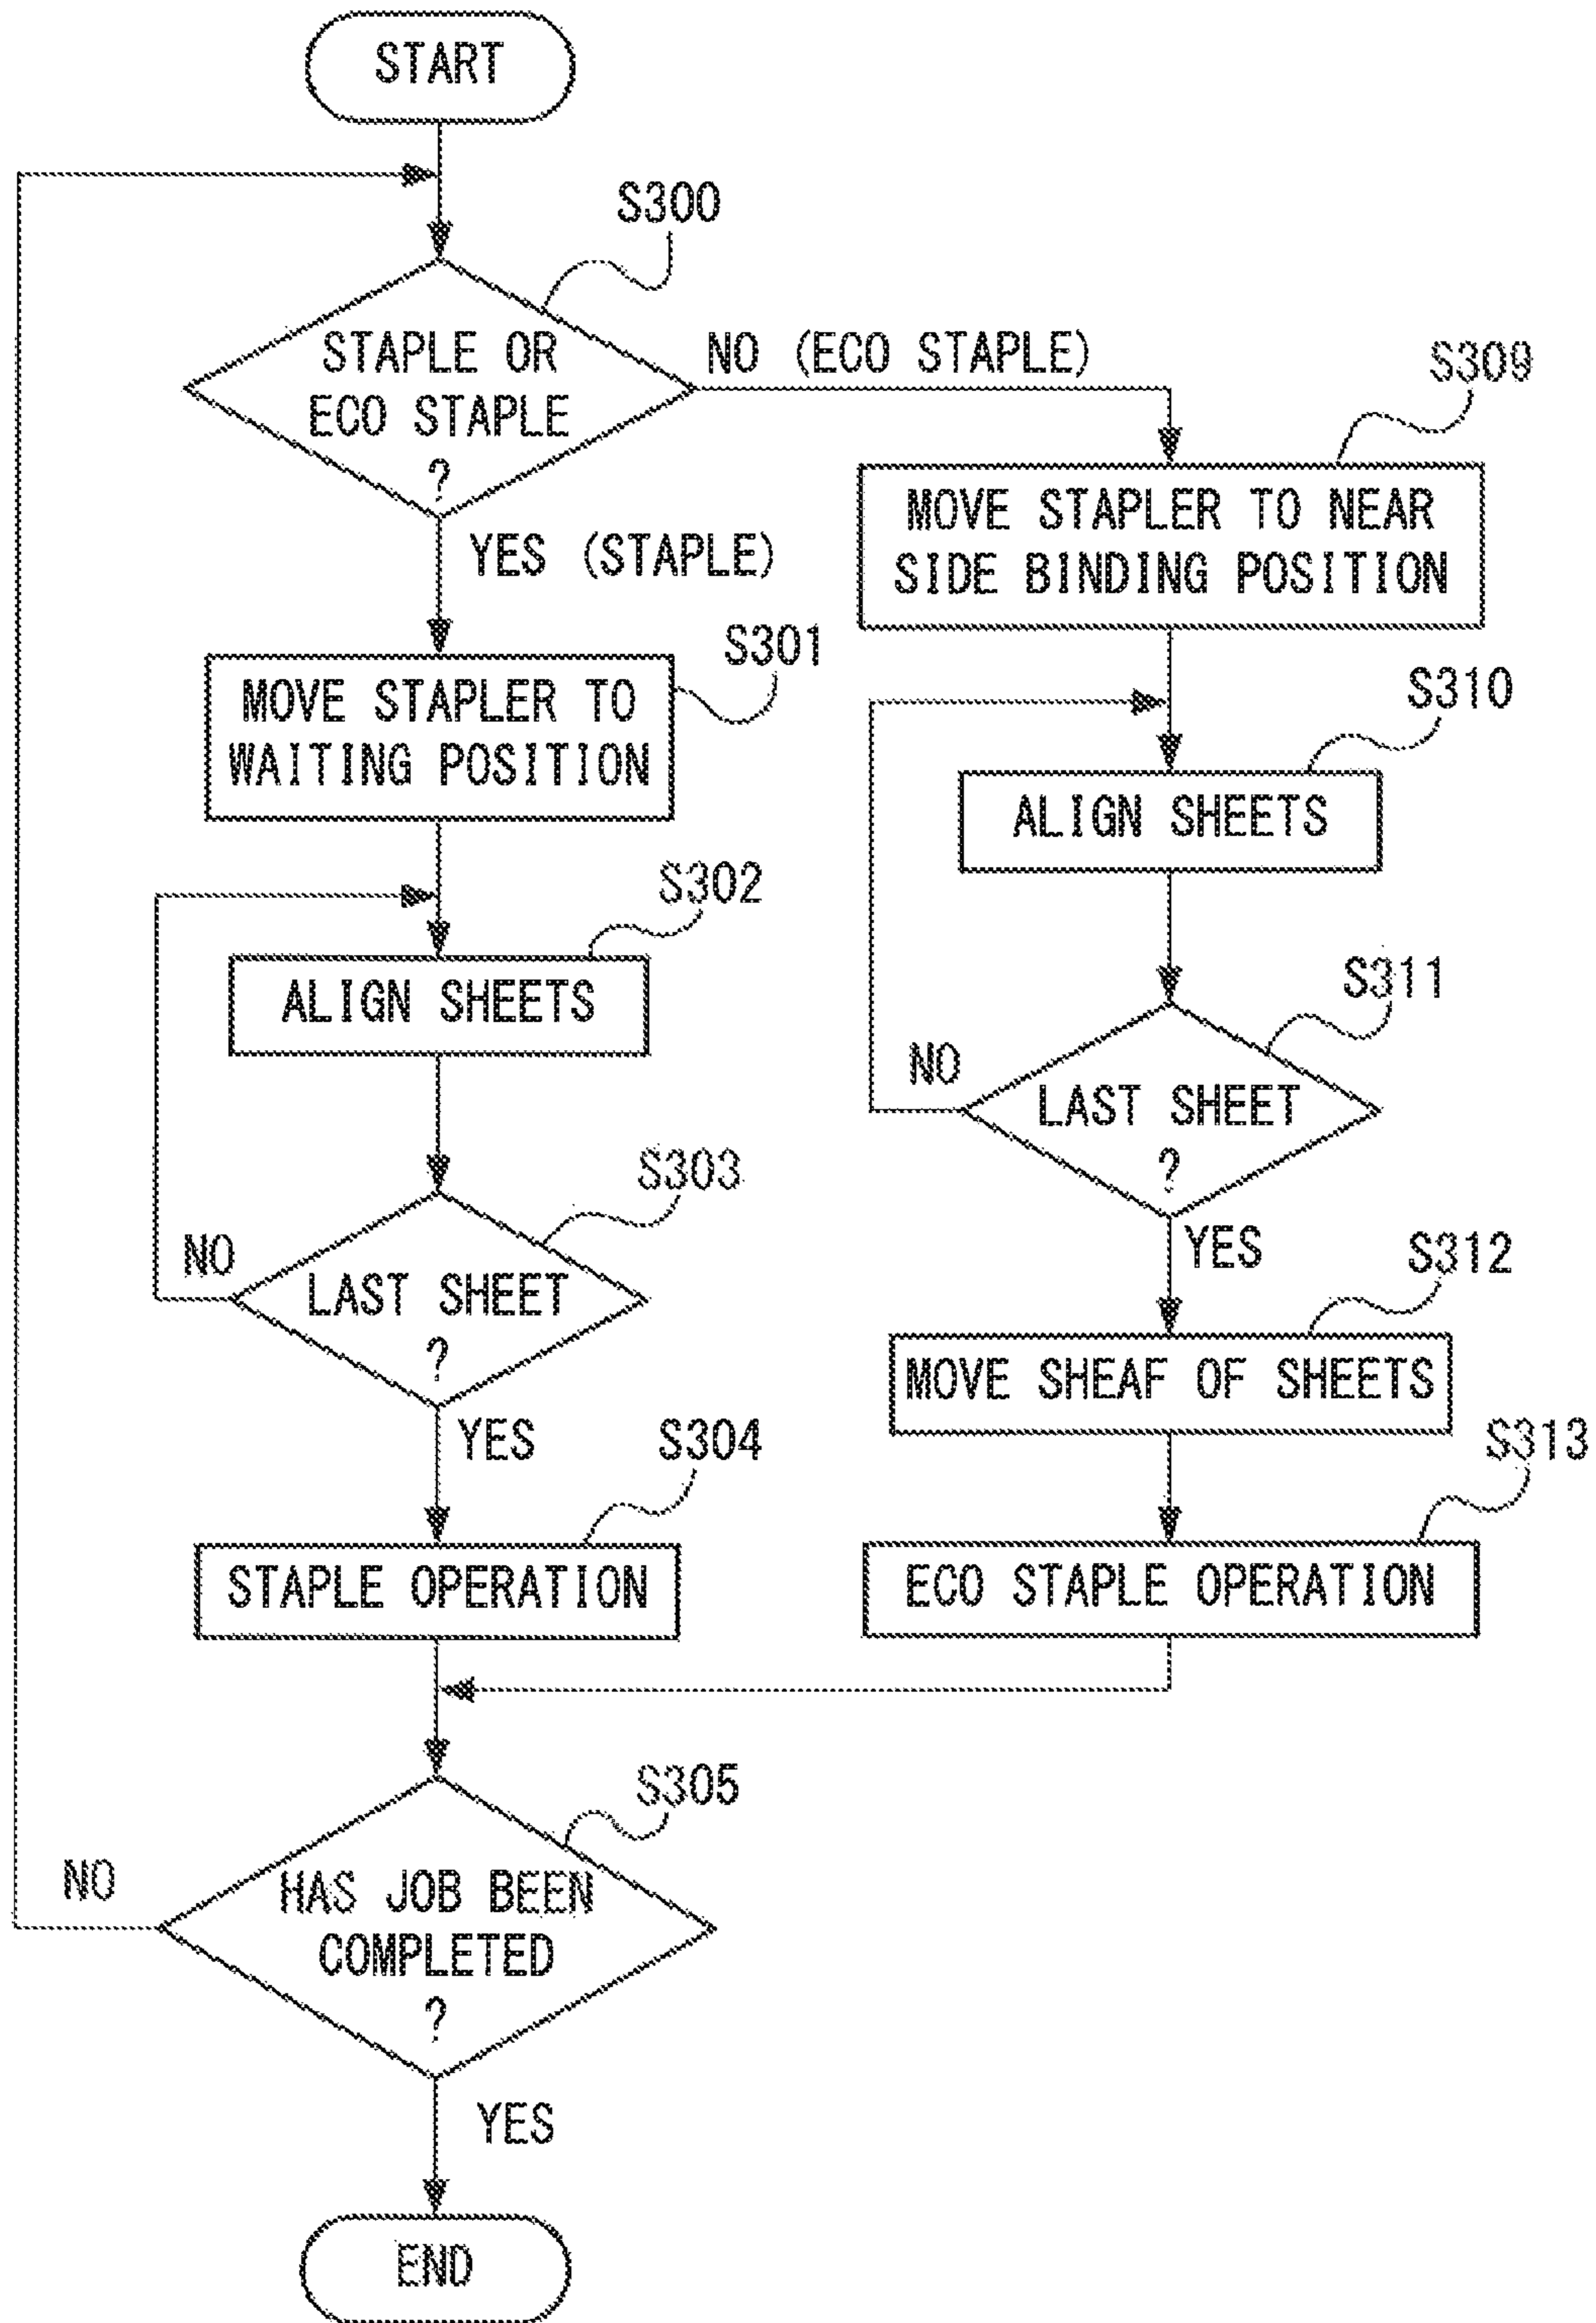 START
S300
STAPLE OR
ECO STAPLE
?
NO (ECO STAPLE)
YES (STAPLE)
S309
MOVE STAPLER TO NEAR
SIDE BINDING POSITION
S301
MOVE STAPLER TO
WAITING POSITION
S310
ALIGN SHEETS
S302
ALIGN SHEETS
S311
LAST SHEET
?
NO
YES
S303
LAST SHEET
?
NO
YES
S312
MOVE SHEAF OF SHEETS
S304
STAPLE OPERATION
S313
ECO STAPLE OPERATION
S305
HAS JOB BEEN
COMPLETED
?
NO
YES
END